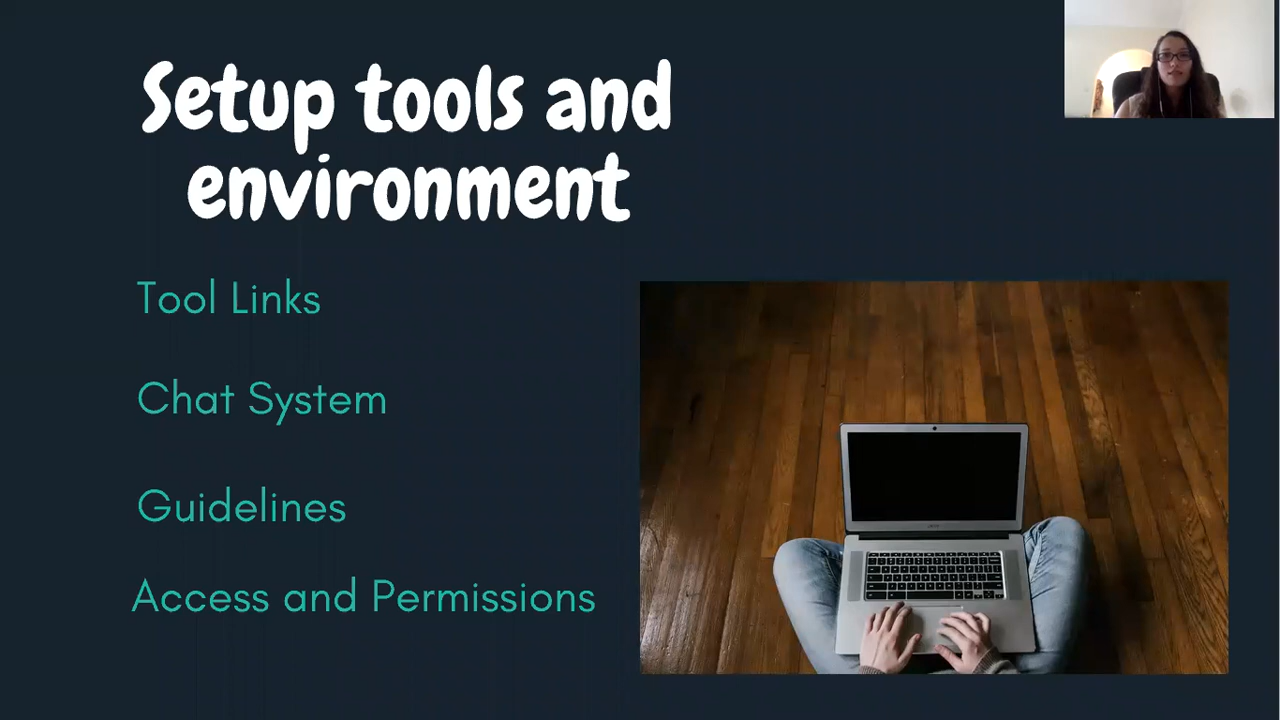 Setup tools and
environment
Tool Links
Chat System
Guidelines
Access and Permissions